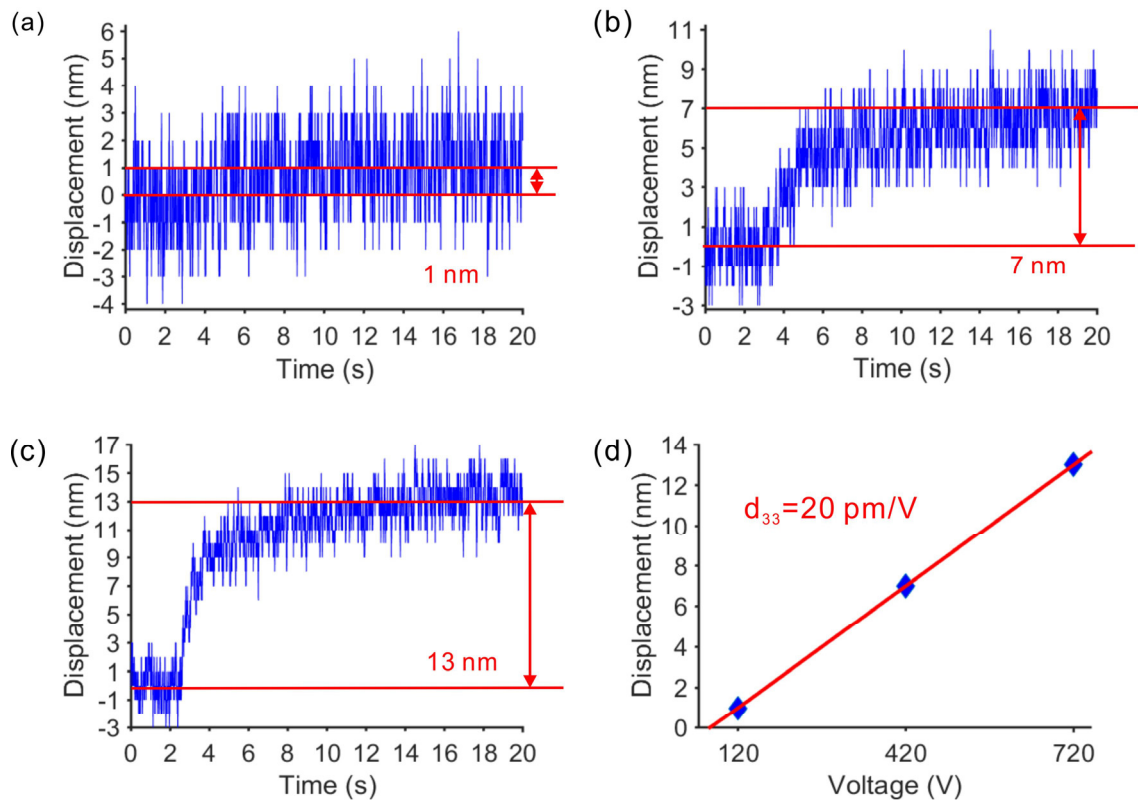 (a)
Displacement (nm)
6
5
4
3
2
1
0
-1
-2
-3
-4
1 nm
0 2 4 6 8 10 12 14 16 18 20
Time (s)
(b)
Displacement (nm)
11
9
7
5
3
1
-1
-3
7 nm
0 2 4 6 8 10 12 14 16 18 20
Time (s)
(c)
Displacement (nm)
17
15
13
11
9
7
5
3
1
-1
-3
13 nm
0 2 4 6 8 10 12 14 16 18 20
Time (s)
(d)
Displacement (nm)
14
12
10
8
6
4
2
0
d₃₃=20 pm/V
120 420 720
Voltage (V)